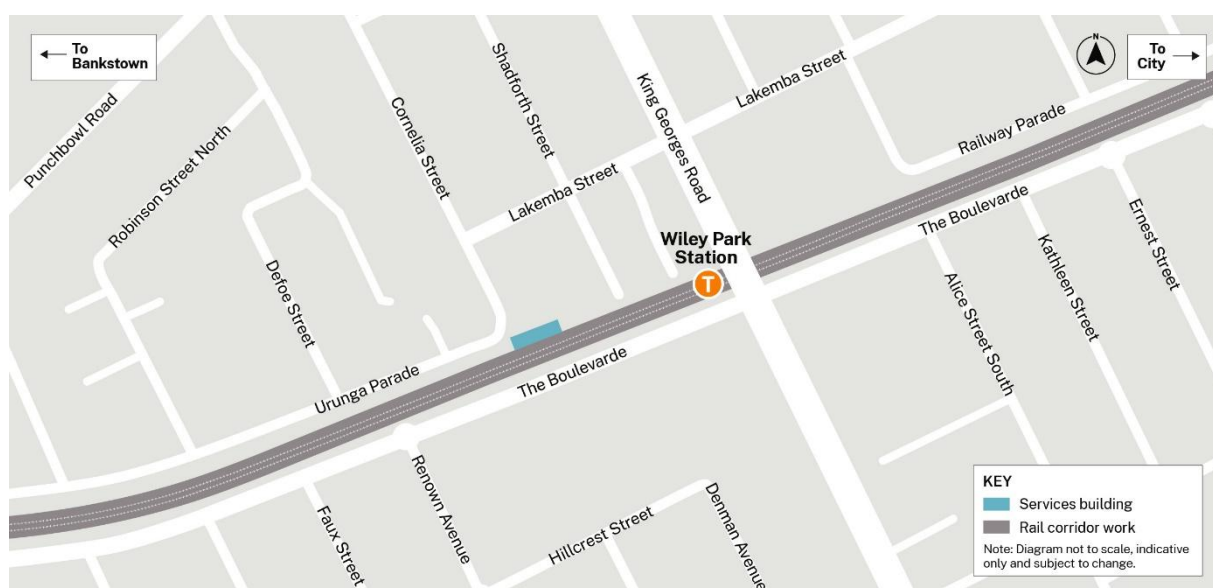 To
Bankstown
N
To
City
Punchbowl Road
Robinson Street North
Cornelia Street
Shadforth Street
King Georges Road
Lakemba Street
Lakemba Street
Railway Parade
Defoe Street
Wiley Park
Station
T
The Boulevarde
Ernest Street
Kathleen Street
Alice Street South
Urunga Parade
The Boulevarde
Renown Avenue
Faux Street
Hillcrest Street
Denman Avenue
KEY
Services building
Rail corridor work
Note: Diagram not to scale, indicative
only and subject to change.